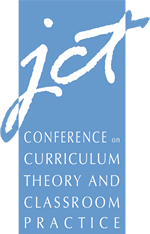 jct
CONFERENCE on
CURRICULUM
THEORY AND
CLASSROOM
PRACTICE